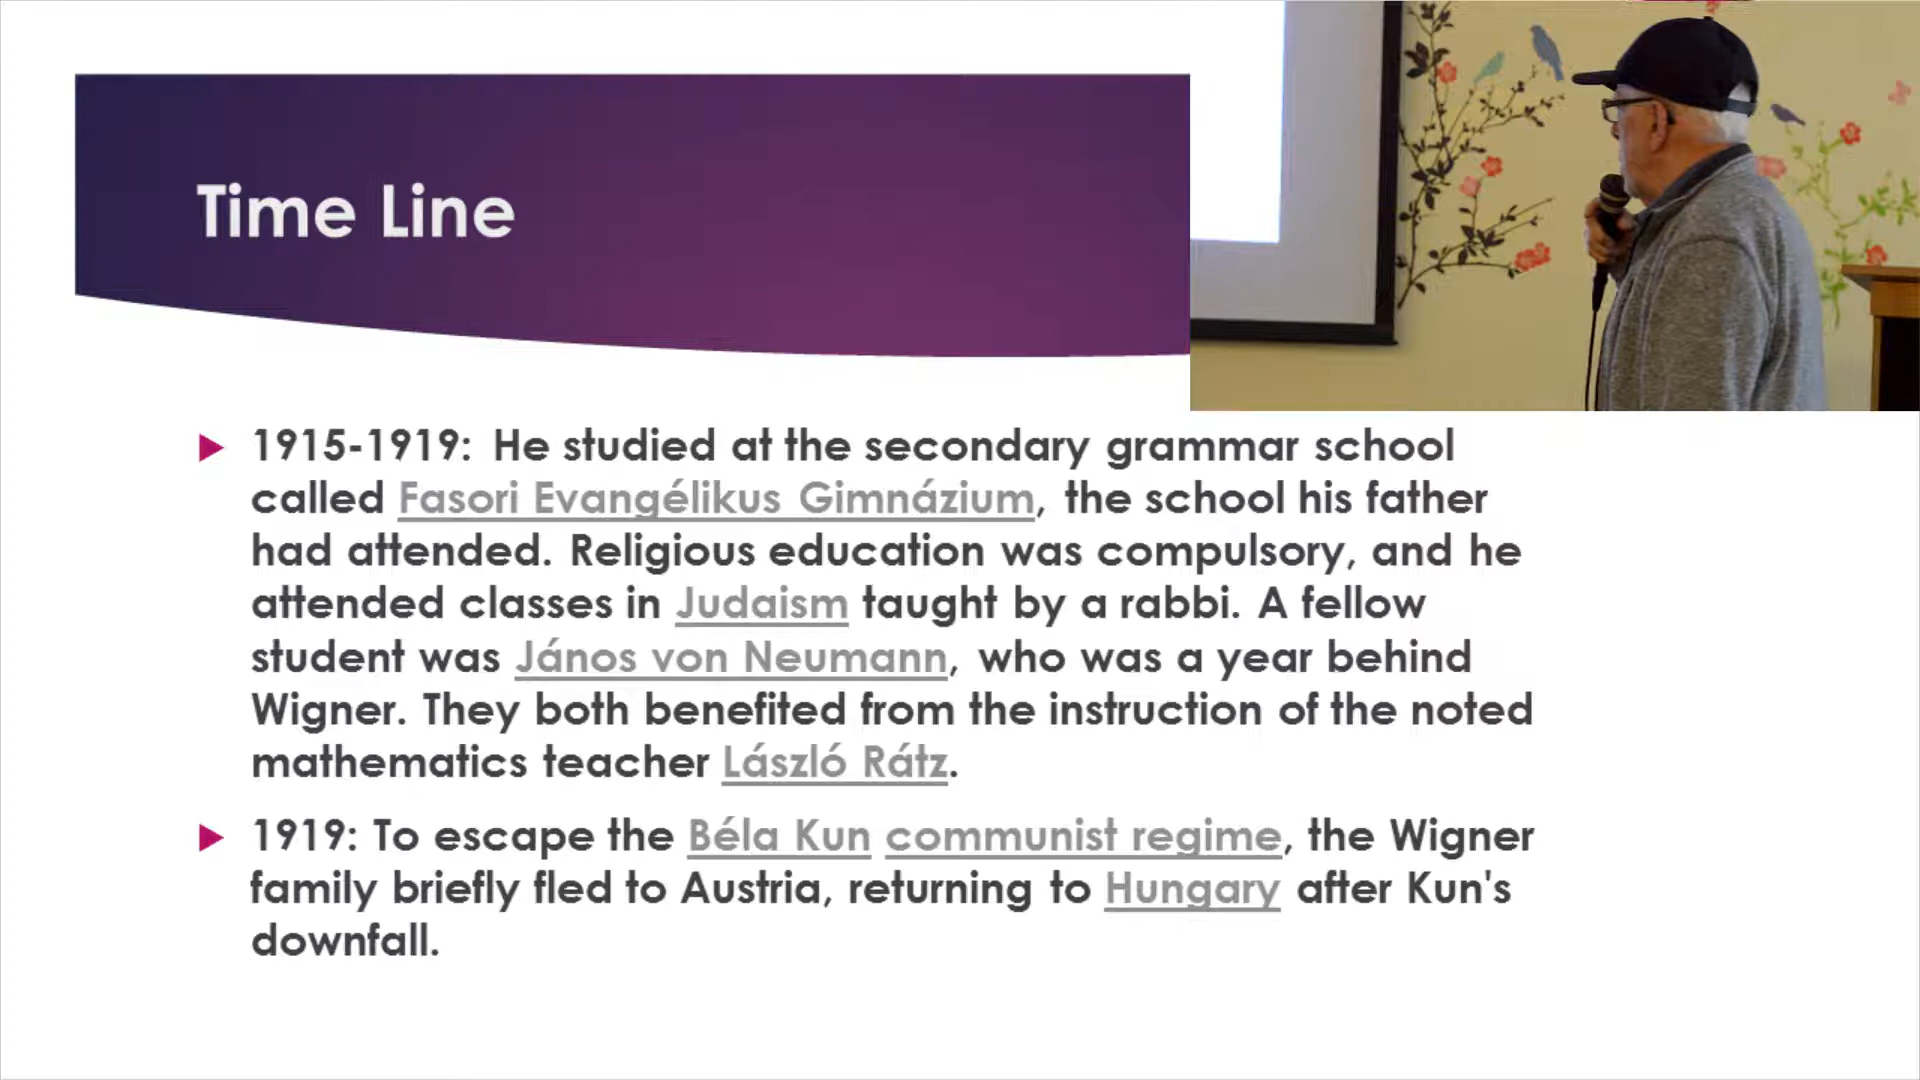 Time Line
1915-1919: He studied at the secondary grammar school
called Fasori Evangélikus Gimnázium, the school his father
had attended. Religious education was compulsory, and he
attended classes in Judaism taught by a rabbi. A fellow
student was János von Neumann, who was a year behind
Wigner. They both benefited from the instruction of the noted
mathematics teacher László Rátz.
1919: To escape the Béla Kun communist regime, the Wigner
family briefly fled to Austria, returning to Hungary after Kun's
downfall.